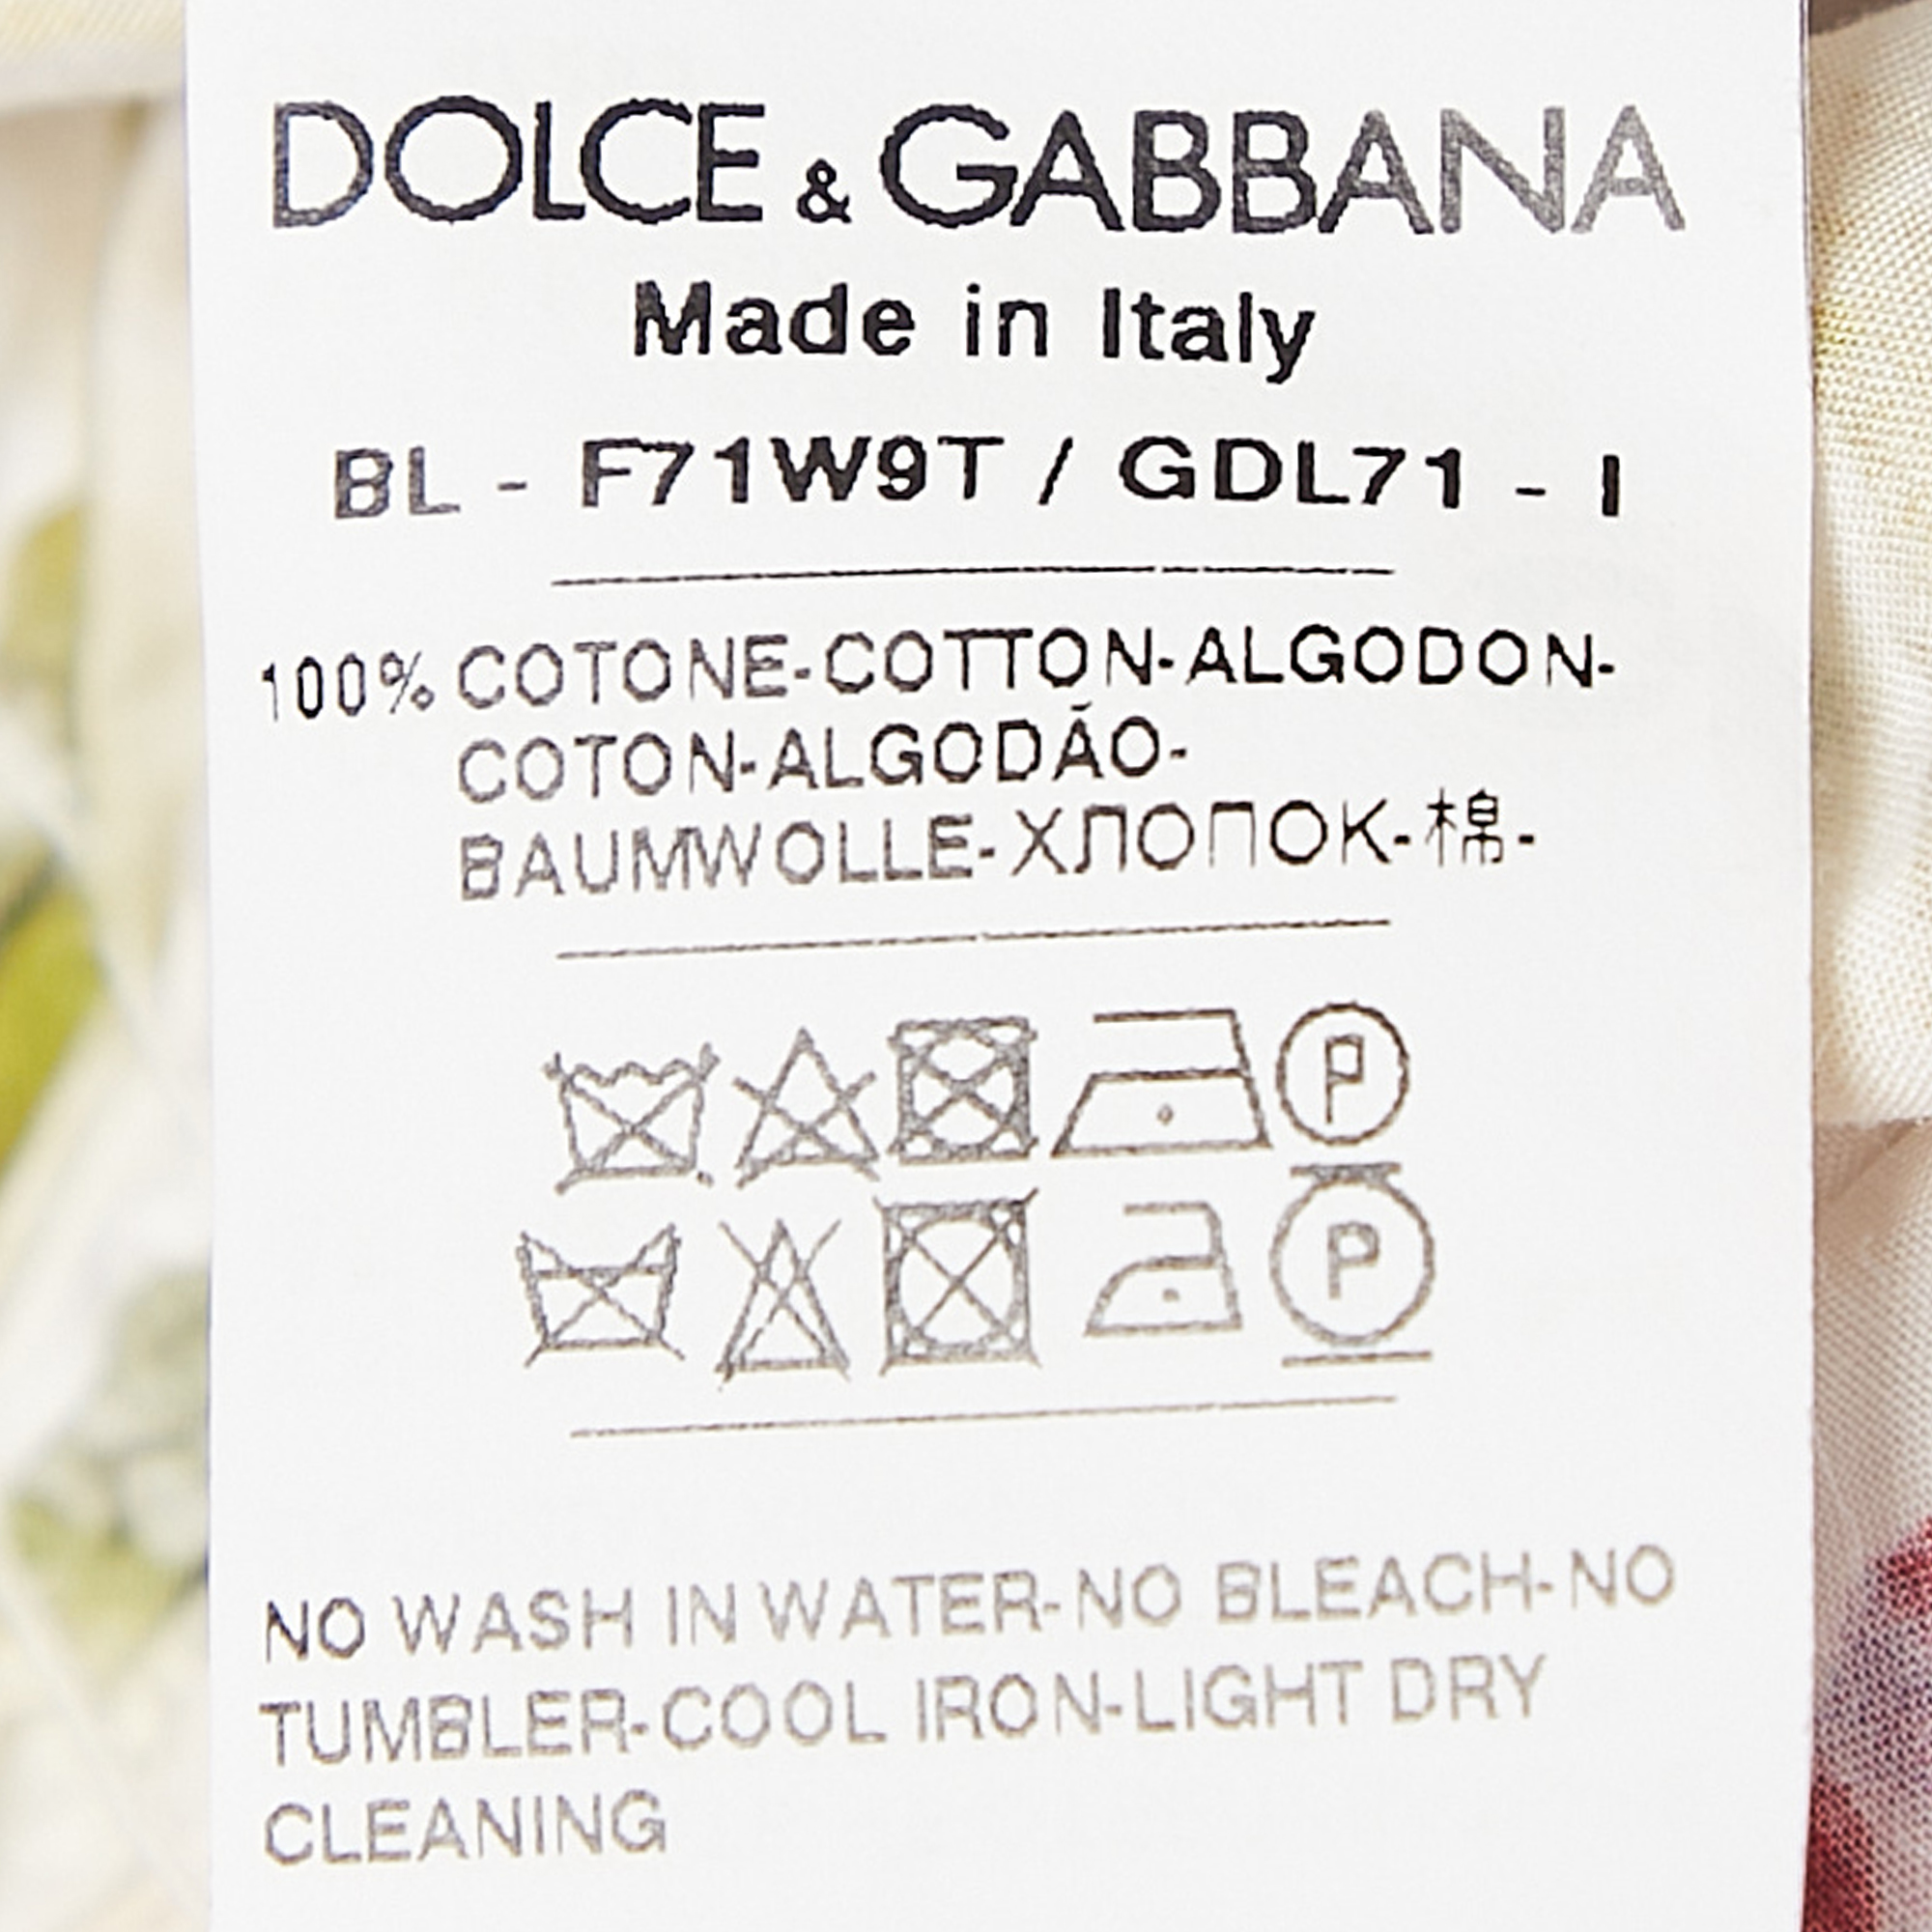 DOLCE & GABBANA
Made in Italy
BL - F71W9T / GDL71 - I
100% COTONE-COTTON-ALGODON-
COTON-ALGODÃO-
BAUMWOLLE-ХЛОПОК-棉-
P
P
NO WASH IN WATER-NO BLEACH-NO
TUMBLER-COOL IRON-LIGHT DRY
CLEANING